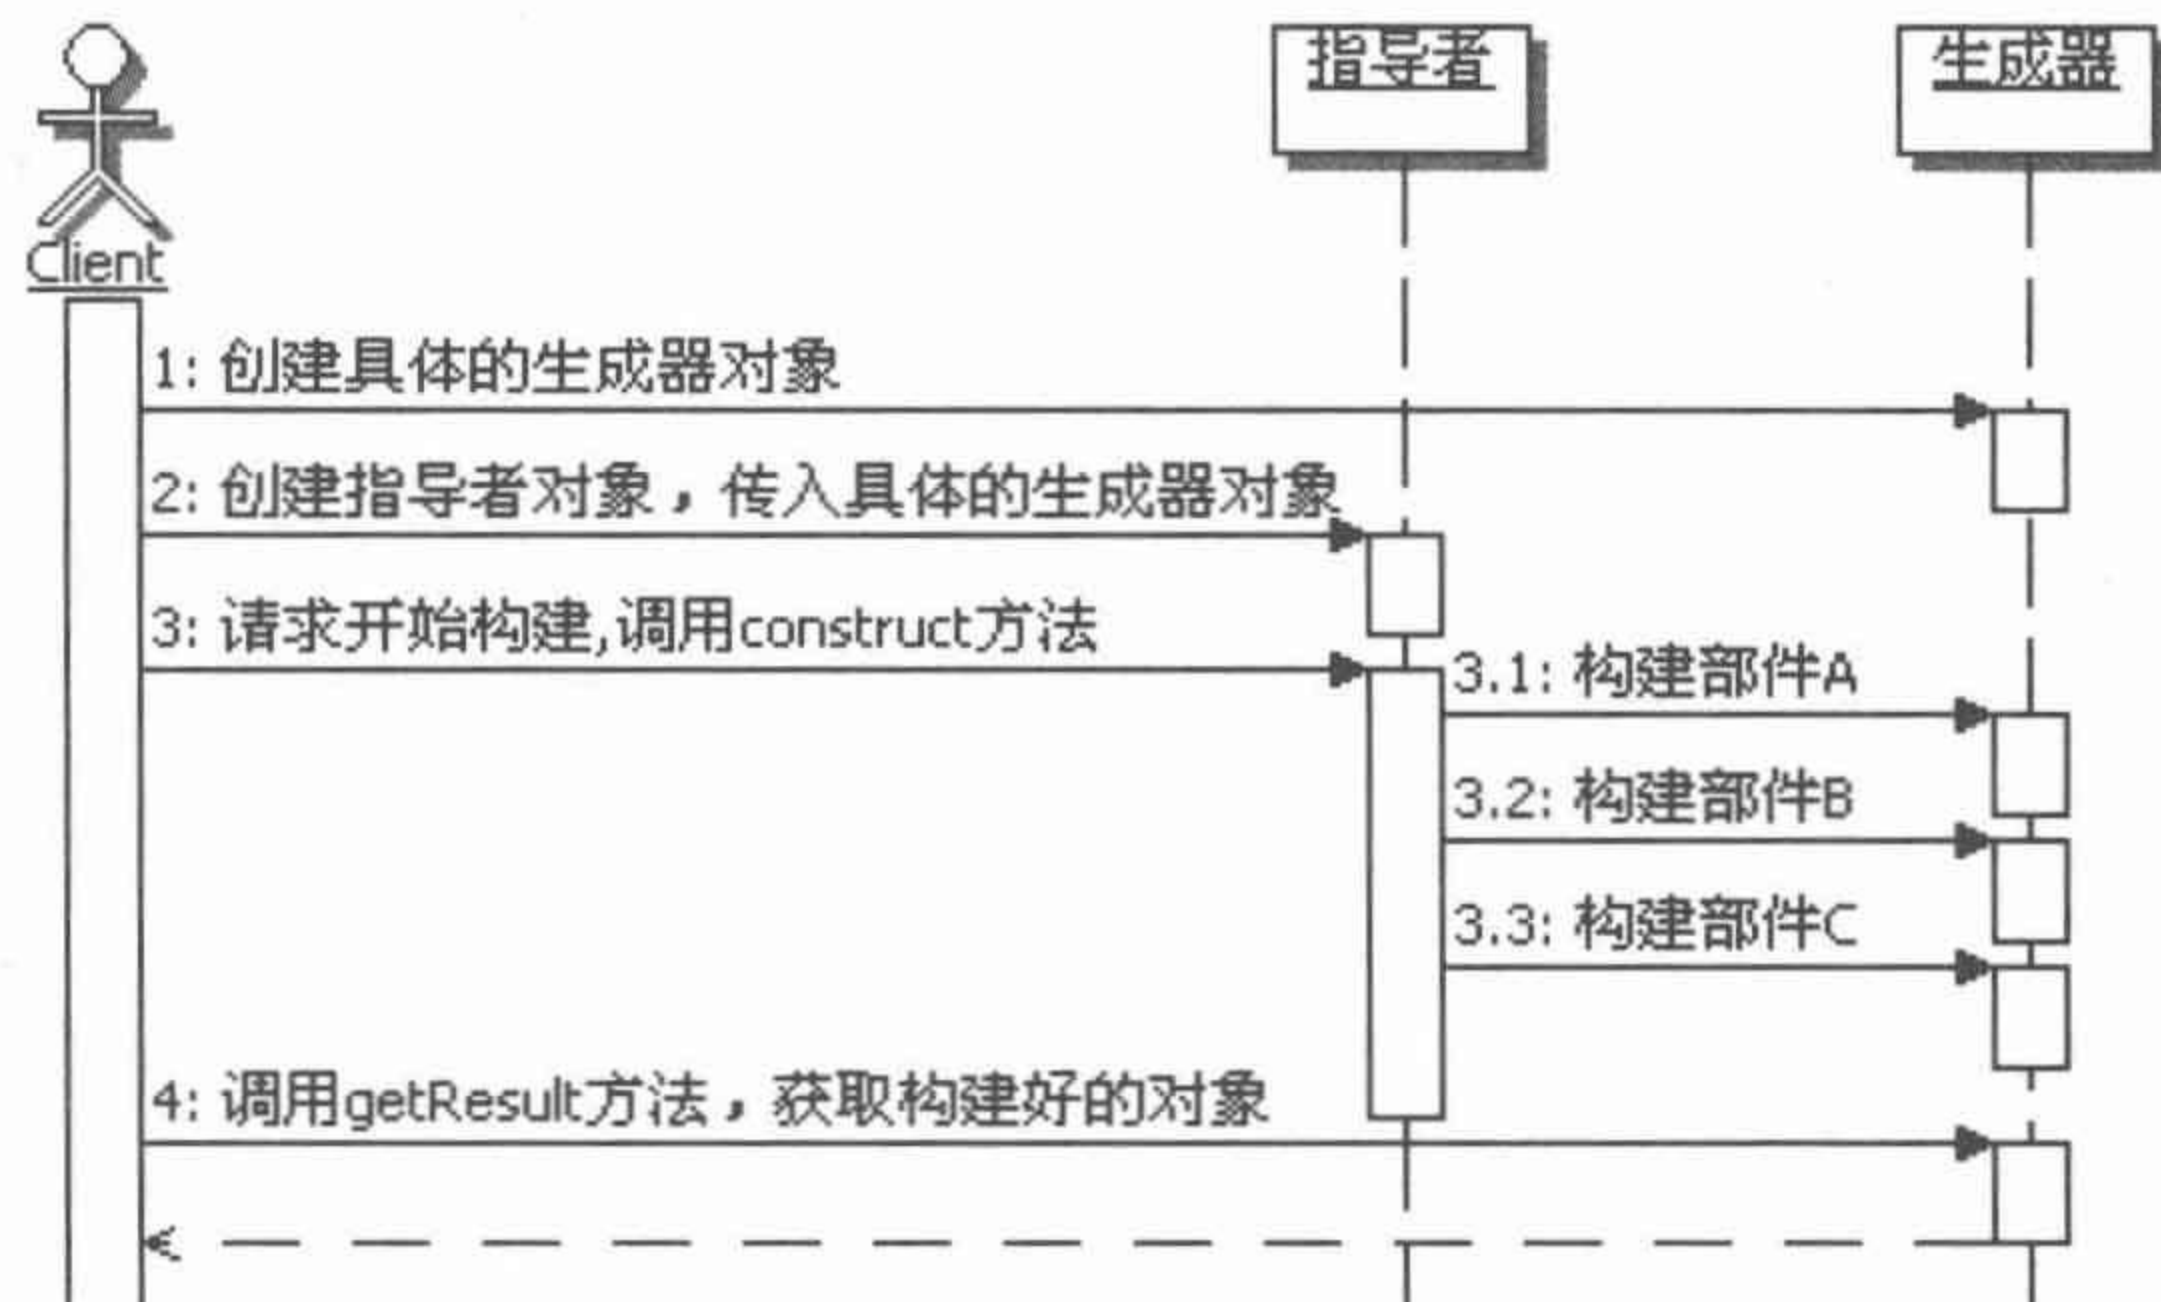 指导者
生成器
Client
1: 创建具体的生成器对象
2: 创建指导者对象，传入具体的生成器对象
3: 请求开始构建,调用construct方法
3.1: 构建部件A
3.2: 构建部件B
3.3: 构建部件C
4: 调用getResult方法，获取构建好的对象